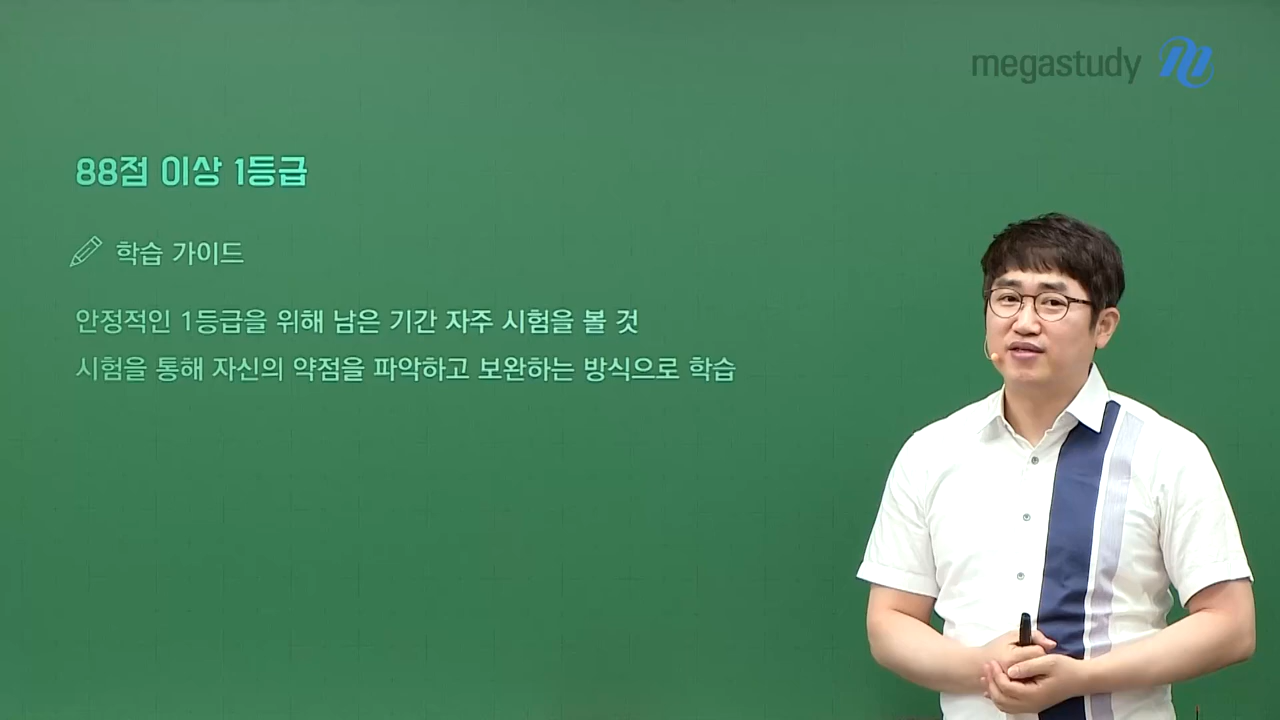 megastudy
88점 이상 1등급
학습 가이드
안정적인 1등급을 위해 남은 기간 자주 시험을 볼 것
시험을 통해 자신의 약점을 파악하고 보완하는 방식으로 학습